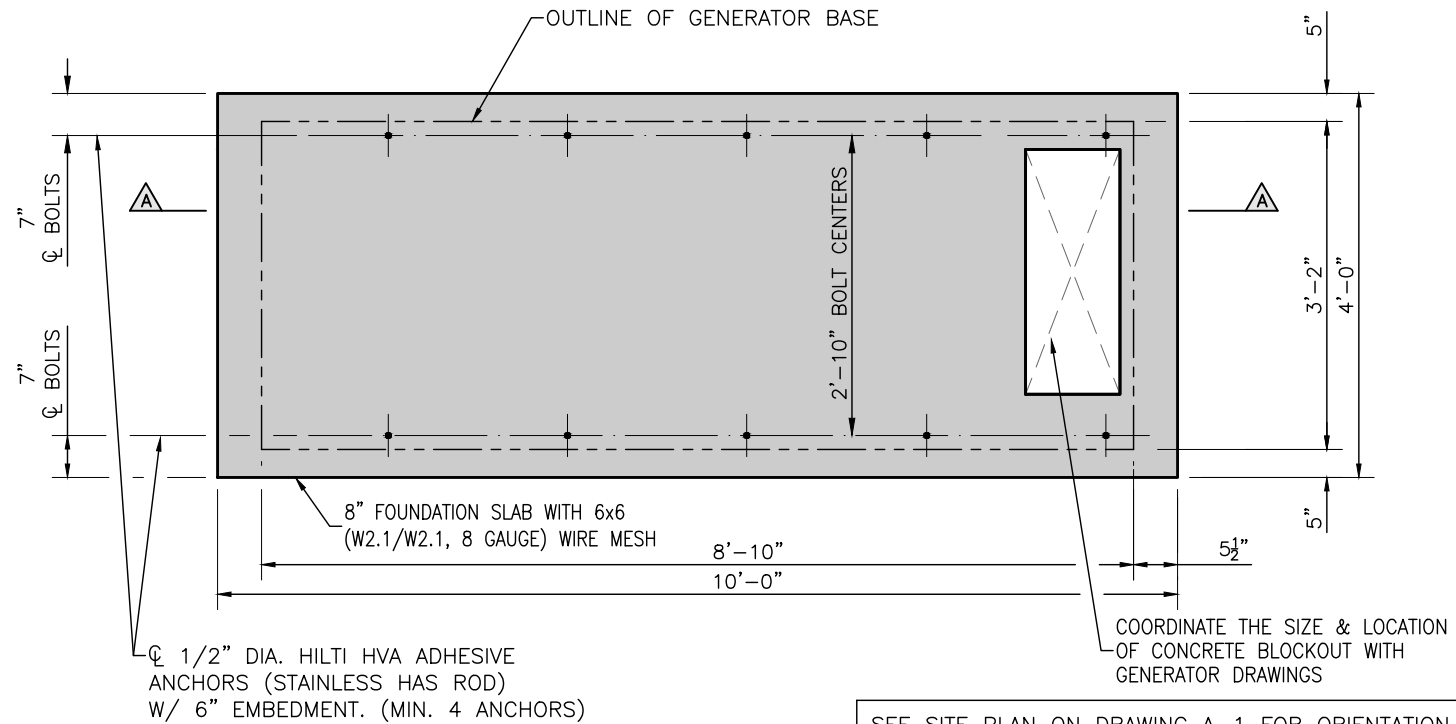 OUTLINE OF GENERATOR BASE
5"
7"
℄ BOLTS
A
A
2'-10" BOLT CENTERS
3'-2"
4'-0"
7"
℄ BOLTS
8" FOUNDATION SLAB WITH 6x6
(W2.1/W2.1, 8 GAUGE) WIRE MESH
5"
8'-10"
5½"
10'-0"
℄ 1/2" DIA. HILTI HVA ADHESIVE
ANCHORS (STAINLESS HAS ROD)
W/ 6" EMBEDMENT. (MIN. 4 ANCHORS)
COORDINATE THE SIZE & LOCATION
OF CONCRETE BLOCKOUT WITH
GENERATOR DRAWINGS
SEE SITE PLAN ON DRAWING A-1 FOR ORIENTATION